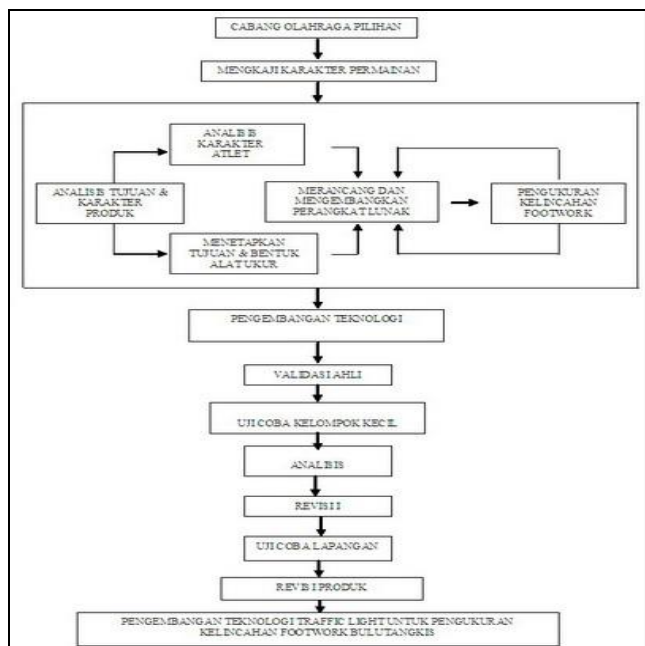 CABANG OLAHRAGA PILIHAN
MENGKAJI KARAKTER PERMAINAN
ANALISIS
KARAKTER
ATLET
ANALISIS TUJUAN &
KARAKTER
PRODUK
MENETAPKAN
TUJUAN & BENTUK
ALAT UKUR
MERANCANG DAN
MENGEMBANGKAN
PERANGKAT LUNAK
PENGUKURAN
KELINCAHAN
FOOTWORK
PENGEMBANGAN TEKNOLOGI
VALIDASI AHLI
UJI COBA KELOMPOK KECIL
ANALISIS
REVISI I
UJI COBA LAPANGAN
REVISI PRODUK
PENGEMBANGAN TEKNOLOGI TRAFFIC LIGHT UNTUK PENGUKURAN
KELINCAHAN FOOTWORK BULUTANGKIS